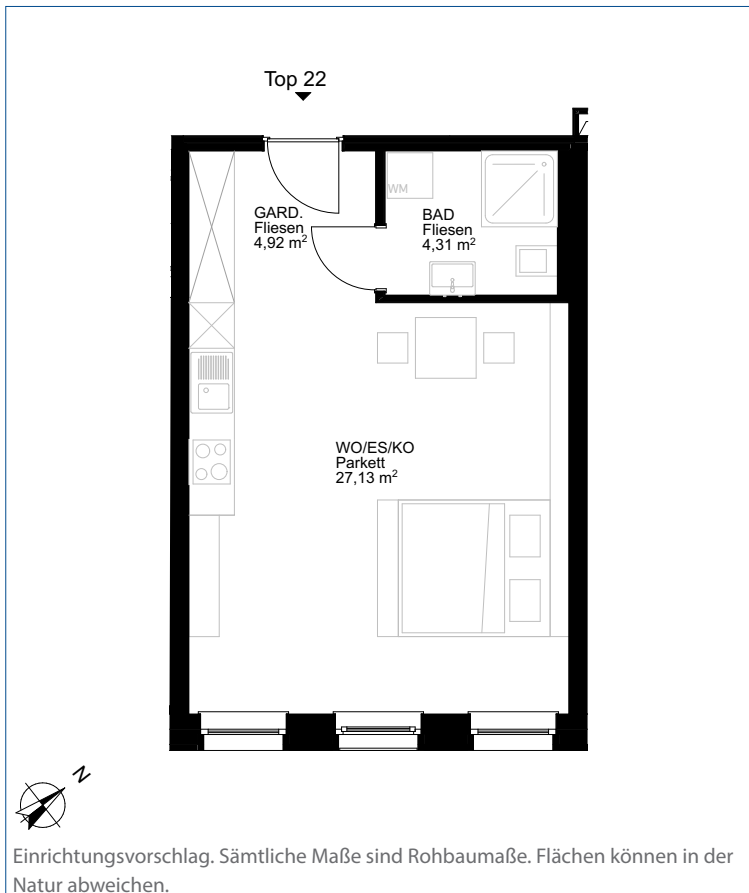 Top 22
WM
GARD.
Fliesen
4,92 m²
BAD
Fliesen
4,31 m²
WO/ES/KO
Parkett
27,13 m²
N
Einrichtungsvorschlag. Sämtliche Maße sind Rohbaumaße. Flächen können in der
Natur abweichen.